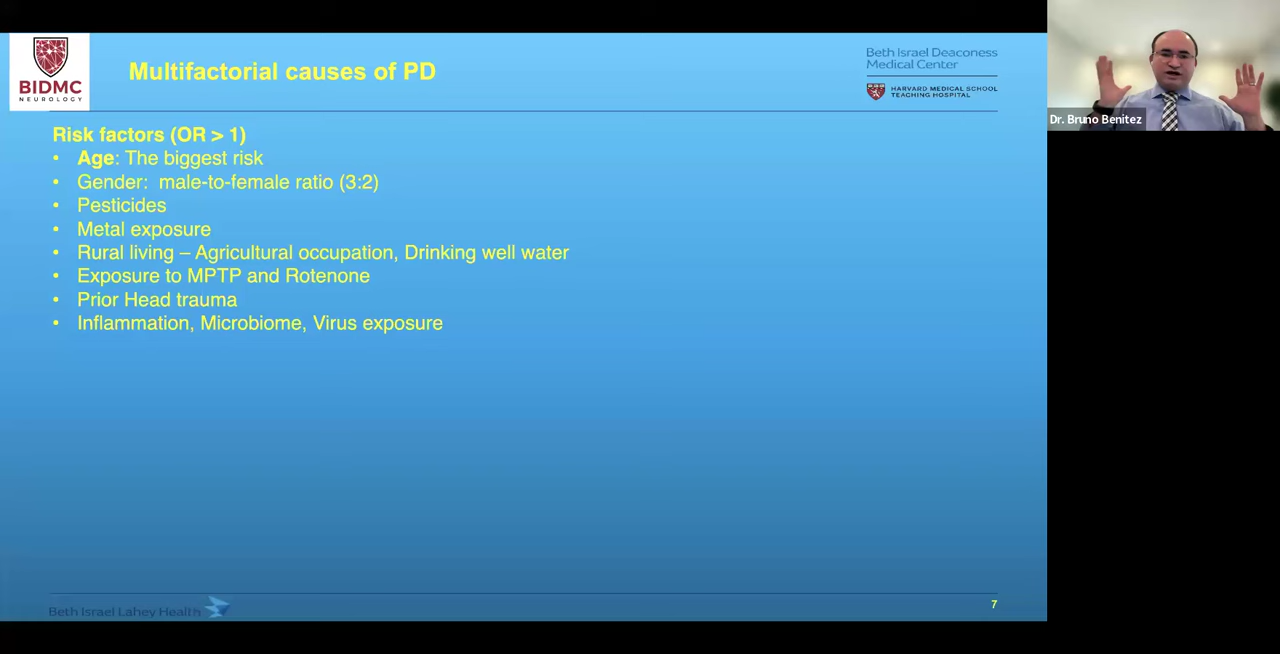 BIDMC
NEUROLOGY
Multifactorial causes of PD
Beth Israel Deaconess
Medical Center
HARVARD MEDICAL SCHOOL
TEACHING HOSPITAL
Dr. Bruno Benitez
Risk factors (OR > 1)
• Age: The biggest risk
• Gender:  male-to-female ratio (3:2)
• Pesticides
• Metal exposure
• Rural living – Agricultural occupation, Drinking well water
• Exposure to MPTP and Rotenone
• Prior Head trauma
• Inflammation, Microbiome, Virus exposure
Beth Israel Lahey Health
7